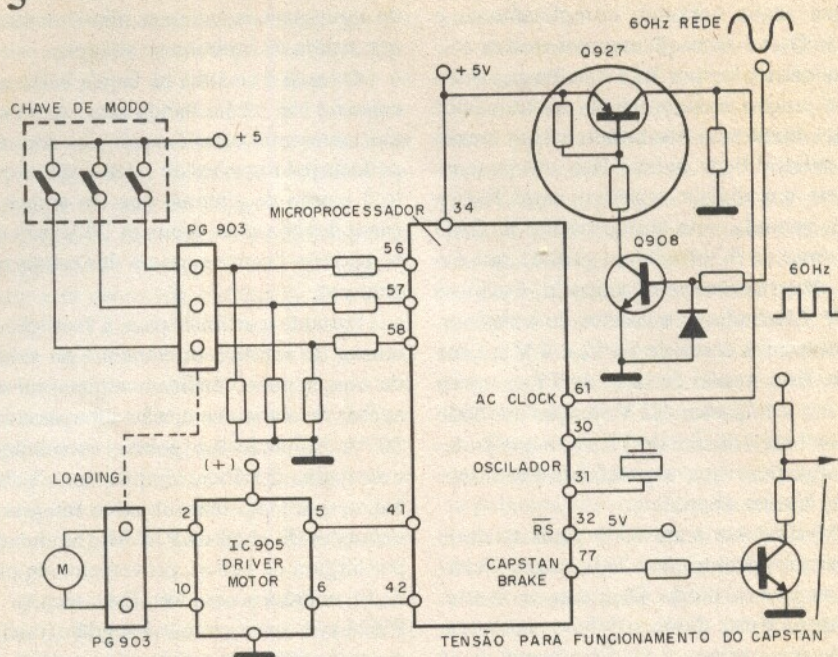 S
60Hz REDE
Q927
+ 5V
CHAVE DE MODO
+ 5
MICROPROCESSADOR
34
PG 903
56
Q908
57
60Hz
58
61
AC CLOCK
30
(+)
OSCILADOR
LOADING
31
2
5
41
32
5V
RS
IC905
M
DRIVER
MOTOR
77
CAPSTAN
BRAKE
10
6
42
PG 903
TENSÃO PARA FUNCIONAMENTO DO CAPSTAN